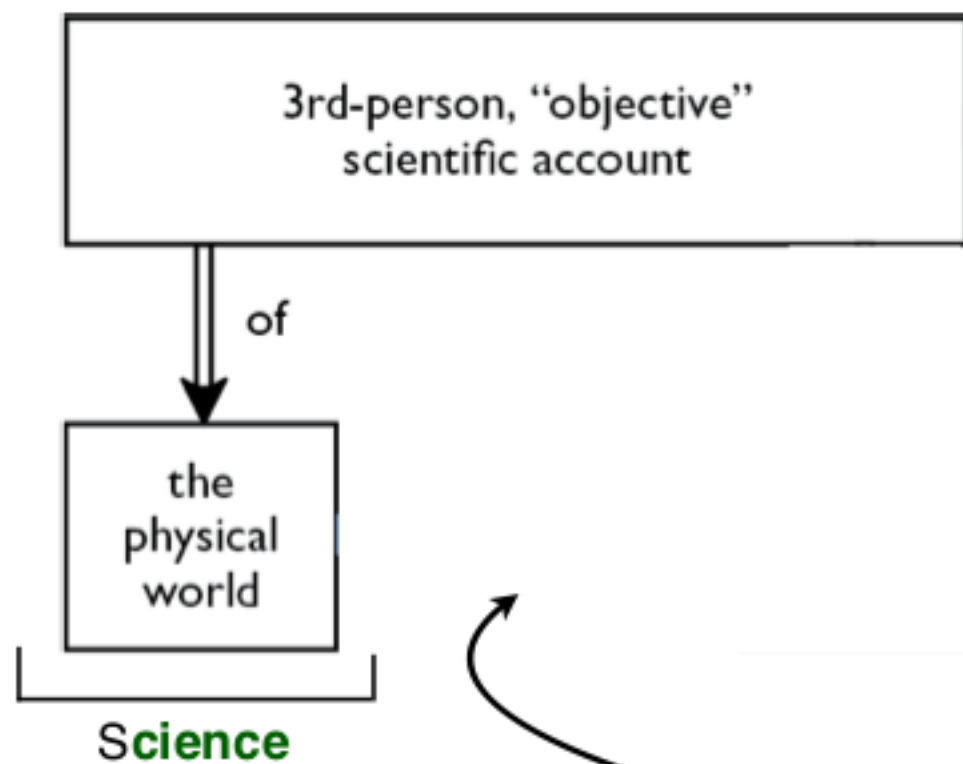 3rd-person, “objective”
scientific account
of
the
physical
world
Science